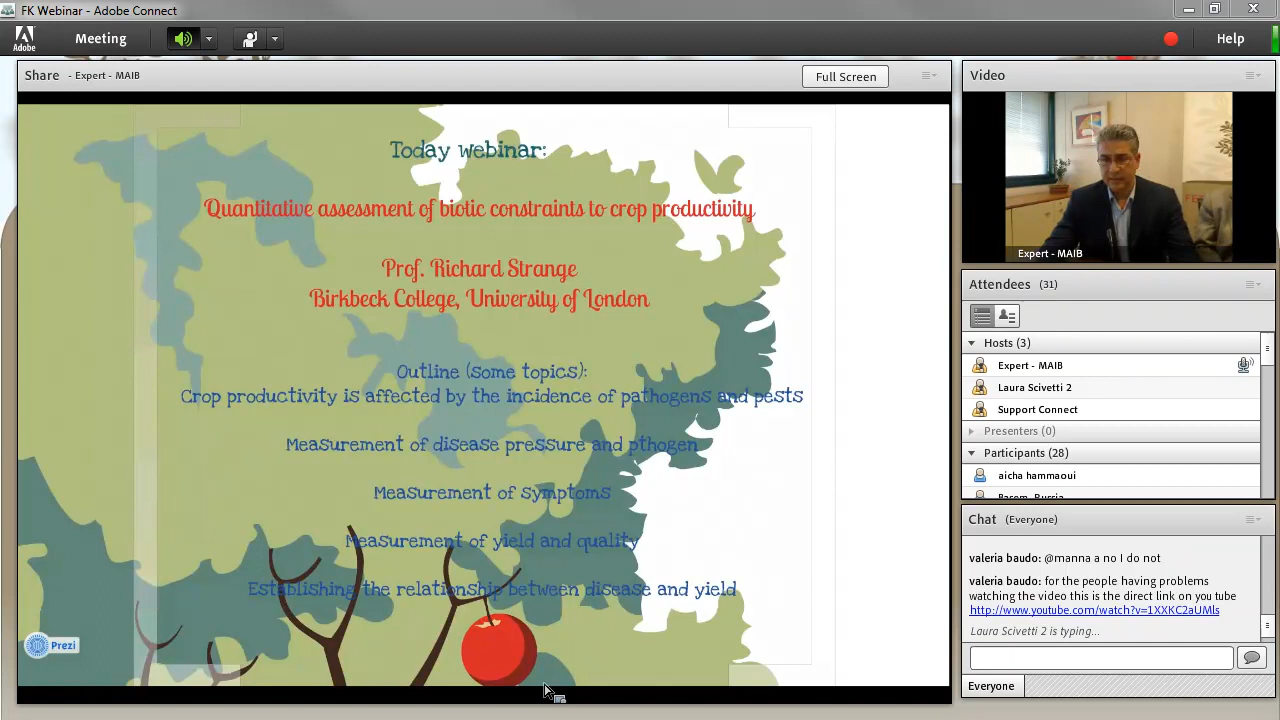 FK Webinar - Adobe Connect
Adobe
Meeting
Help
Share - Expert - MAIB
Full Screen
Today webinar:
Quantitative assessment of biotic constraints to crop productivity
Prof. Richard Strange
Birkbeck College, University of London
Outline (some topics):
Crop productivity is affected by the incidence of pathogens and pests
Measurement of disease pressure and pthogen
Measurement of symptoms
Measurement of yield and quality
Establishing the relationship between disease and yield
Prezi
Video
Expert - MAIB
Attendees (31)
Hosts (3)
Expert - MAIB
Laura Scivetti 2
Support Connect
Presenters (0)
Participants (28)
aicha hammaoui
Basem, Russia
Chat (Everyone)
valeria baudo: @manna a no I do not
valeria baudo: for the people having problems
watching the video this is the direct link on you tube
http://www.youtube.com/watch?v=1XXKC2aUMls
Laura Scivetti 2 is typing...
Everyone